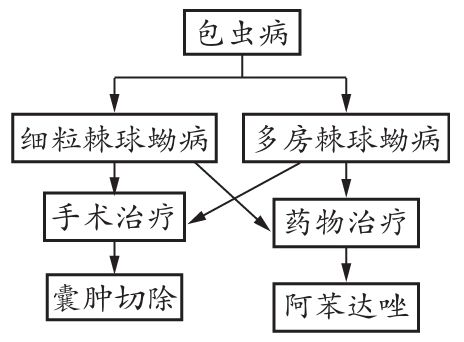 包虫病
细粒棘球蚴病
多房棘球蚴病
手术治疗
药物治疗
囊肿切除
阿苯达唑